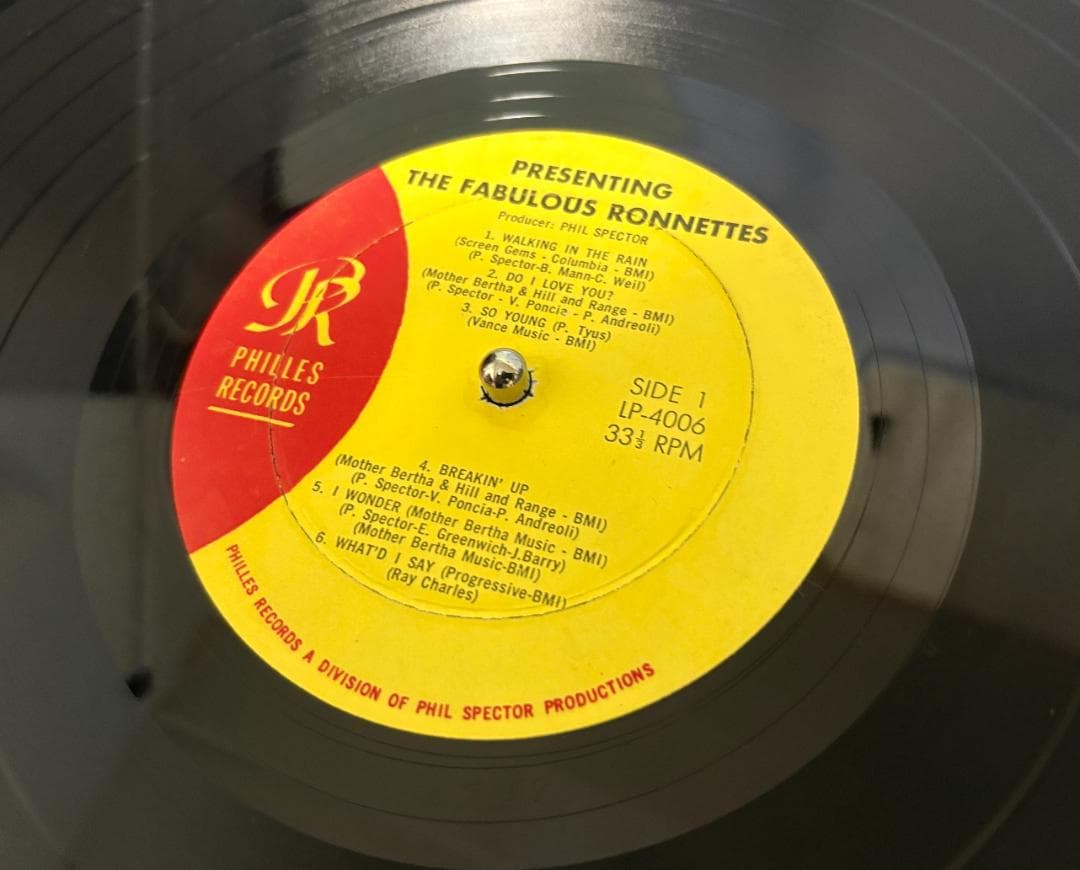 PRESENTING
THE FABULOUS RONNETTES
Producer: PHIL SPECTOR
1. WALKING IN THE RAIN
(Screen Gems - Columbia - BMI)
(P. Spector-B. Mann-C. Weil)
2. DO I LOVE YOU?
(Mother Bertha & Hill and Range - BMI)
(P. Spector - V. Poncia - P. Andreoli)
3. SO YOUNG (P. Tyus)
(Vance Music - BMI)
PR
PHILLES
RECORDS
SIDE 1
LP-4006
33⅓ RPM
4. BREAKIN' UP
(Mother Bertha & Hill and Range - BMI)
(P. Spector-V. Poncia-P. Andreoli)
5. I WONDER (Mother Bertha Music - BMI)
(P. Spector-E. Greenwich-J.Barry)
(Mother Bertha Music-BMI)
6. WHAT'D I SAY (Progressive-BMI)
(Ray Charles)
PHILLES RECORDS A DIVISION OF PHIL SPECTOR PRODUCTIONS